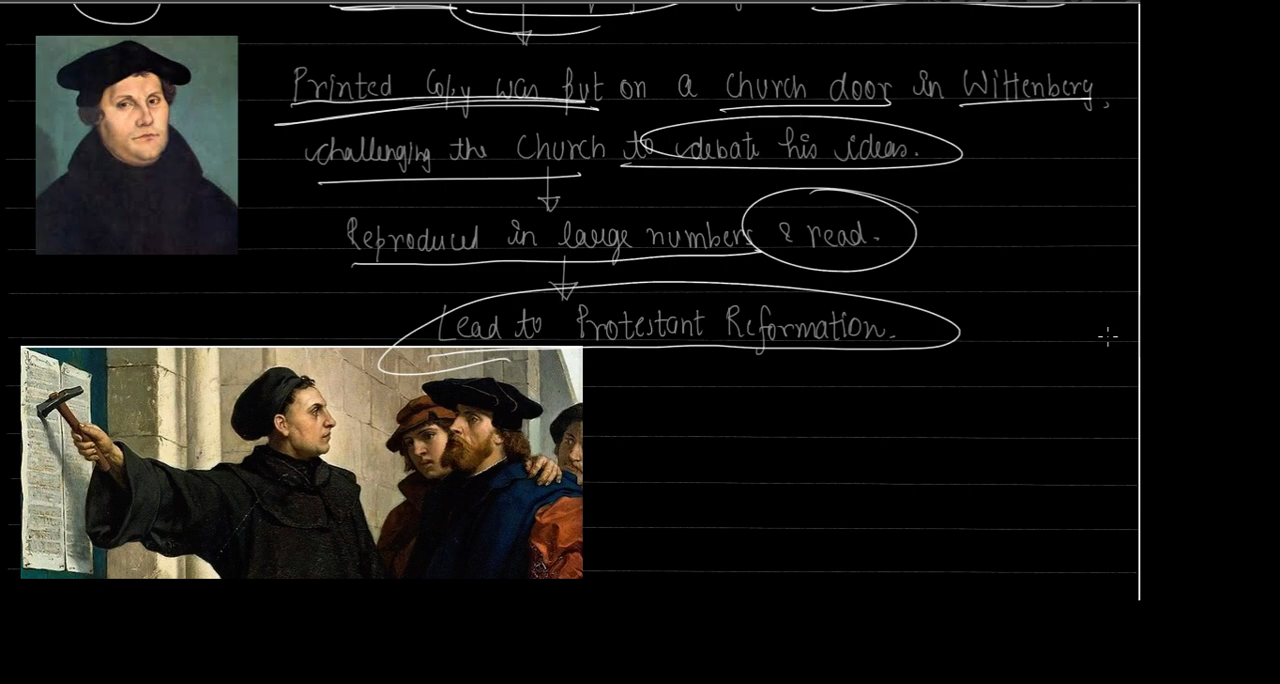 Printed Copy was put on a church door in Wittenberg,
challenging the Church to debate his ideas.
Reproduced in large numbers & read.
Lead to Protestant Reformation.